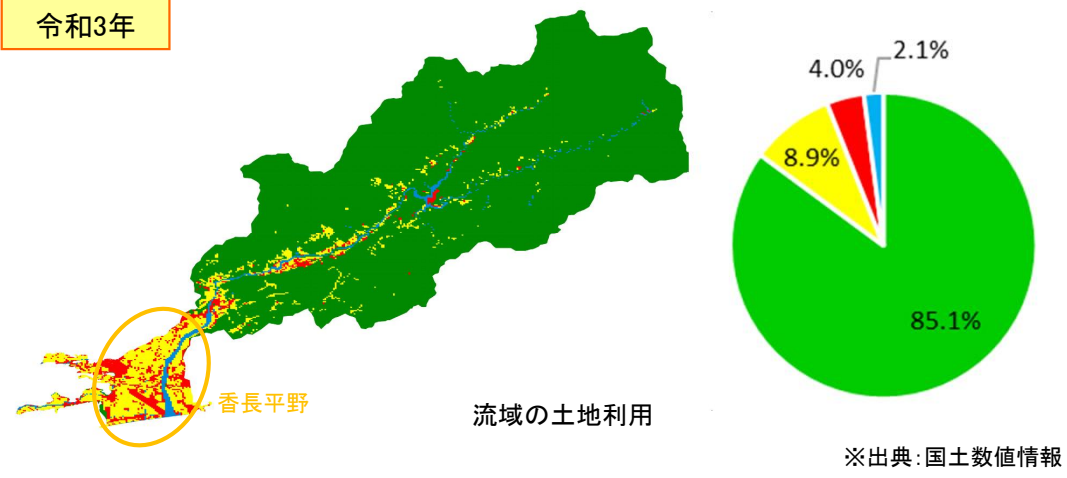 令和3年
2.1%
4.0%
8.9%
85.1%
香長平野
流域の土地利用
※出典:国土数値情報